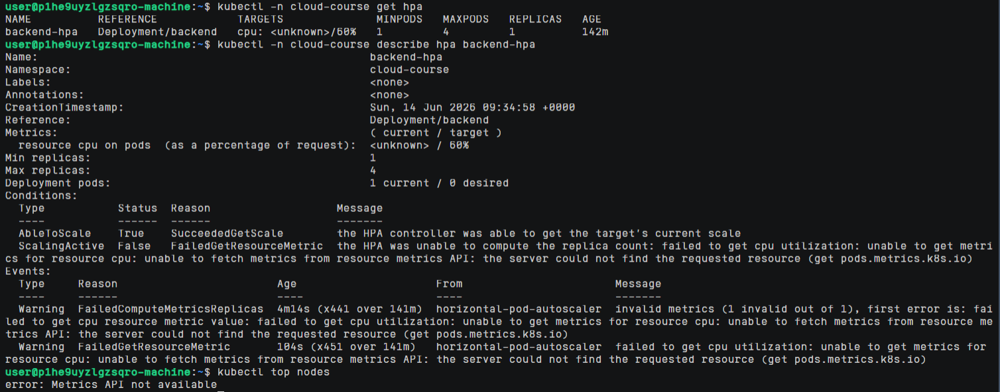 user@p1he9uyzlgzsqro-machine:~$ kubectl -n cloud-course get hpa
NAME          REFERENCE            TARGETS              MINPODS   MAXPODS   REPLICAS   AGE
backend-hpa   Deployment/backend   cpu: <unknown>/60%   1         4         1          142m
user@p1he9uyzlgzsqro-machine:~$ kubectl -n cloud-course describe hpa backend-hpa
Name:                                                  backend-hpa
Namespace:                                             cloud-course
Labels:                                                <none>
Annotations:                                           <none>
CreationTimestamp:                                     Sun, 14 Jun 2026 09:34:58 +0000
Reference:                                             Deployment/backend
Metrics:                                               ( current / target )
  resource cpu on pods  (as a percentage of request):  <unknown> / 60%
Min replicas:                                          1
Max replicas:                                          4
Deployment pods:                                       1 current / 0 desired
Conditions:
  Type           Status  Reason                   Message
  ----           ------  ------                   -------
  AbleToScale    True    SucceededGetScale        the HPA controller was able to get the target's current scale
  ScalingActive  False   FailedGetResourceMetric  the HPA was unable to compute the replica count: failed to get cpu utilization: unable to get metri
cs for resource cpu: unable to fetch metrics from resource metrics API: the server could not find the requested resource (get pods.metrics.k8s.io)
Events:
  Type     Reason                        Age                     From                       Message
  ----     ------                        ----                    ----                       -------
  Warning  FailedComputeMetricsReplicas  4m14s (x441 over 141m)  horizontal-pod-autoscaler  invalid metrics (1 invalid out of 1), first error is: fai
led to get cpu resource metric value: failed to get cpu utilization: unable to get metrics for resource cpu: unable to fetch metrics from resource me
trics API: the server could not find the requested resource (get pods.metrics.k8s.io)
  Warning  FailedGetResourceMetric       104s (x451 over 141m)   horizontal-pod-autoscaler  failed to get cpu utilization: unable to get metrics for
resource cpu: unable to fetch metrics from resource metrics API: the server could not find the requested resource (get pods.metrics.k8s.io)
user@p1he9uyzlgzsqro-machine:~$ kubectl top nodes
error: Metrics API not available